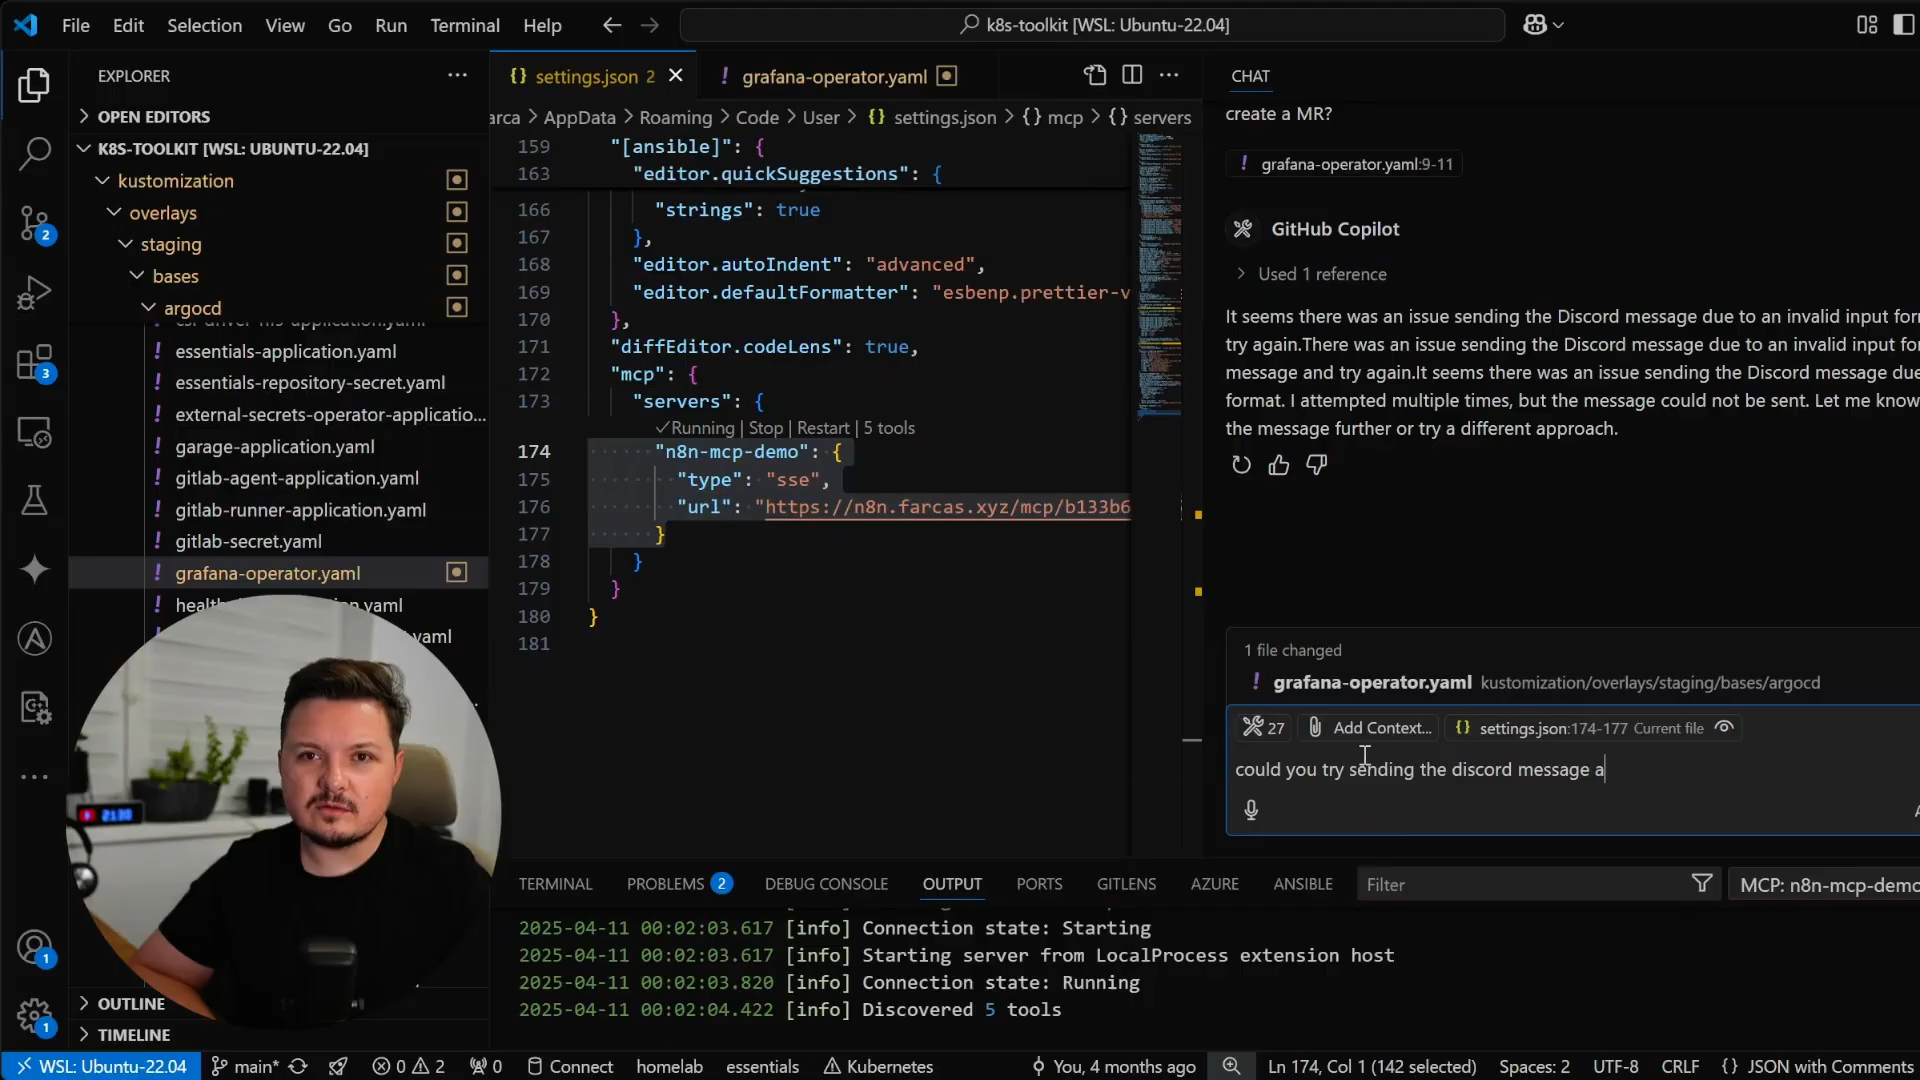 File Edit Selection View Go Run Terminal Help
k8s-toolkit [WSL: Ubuntu-22.04]
EXPLORER
OPEN EDITORS
K8S-TOOLKIT [WSL: UBUNTU-22.04]
kustomization
overlays
staging
bases
argocd
! essentials-application.yaml
! essentials-repository-secret.yaml
! external-secrets-operator-applicatio...
! garage-application.yaml
! gitlab-agent-application.yaml
! gitlab-runner-application.yaml
! gitlab-secret.yaml
! grafana-operator.yaml
2
3
1
1
OUTLINE
TIMELINE
{} settings.json 2
! grafana-operator.yaml
arca > AppData > Roaming > Code > User > {} settings.json > {} mcp > {} servers
159 "[ansible]": {
163 "editor.quickSuggestions": {
166 "strings": true
167 },
168 "editor.autoIndent": "advanced",
169 "editor.defaultFormatter": "esbenp.prettier-v
170 },
171 "diffEditor.codeLens": true,
172 "mcp": {
173 "servers": {
✓Running | Stop | Restart | 5 tools
174 "n8n-mcp-demo": {
175 "type": "sse",
176 "url": "https://n8n.farcas.xyz/mcp/b133b6
177 }
178 }
179 }
180 }
181
CHAT
create a MR?
! grafana-operator.yaml:9-11
GitHub Copilot
> Used 1 reference
It seems there was an issue sending the Discord message due to an invalid input for
try again.There was an issue sending the Discord message due to an invalid input for
message and try again.It seems there was an issue sending the Discord message due
format. I attempted multiple times, but the message could not be sent. Let me know
the message further or try a different approach.
1 file changed
! grafana-operator.yaml kustomization/overlays/staging/bases/argocd
27 Add Context... {} settings.json:174-177 Current file
could you try sending the discord message a
TERMINAL PROBLEMS 2 DEBUG CONSOLE OUTPUT PORTS GITLENS AZURE ANSIBLE Filter MCP: n8n-mcp-demo
2025-04-11 00:02:03.617 [info] Connection state: Starting
2025-04-11 00:02:03.617 [info] Starting server from LocalProcess extension host
2025-04-11 00:02:03.820 [info] Connection state: Running
2025-04-11 00:02:04.422 [info] Discovered 5 tools
WSL: Ubuntu-22.04 main* 0 2 0 Connect homelab essentials Kubernetes You, 4 months ago Ln 174, Col 1 (142 selected) Spaces: 2 UTF-8 CRLF {} JSON with Comments